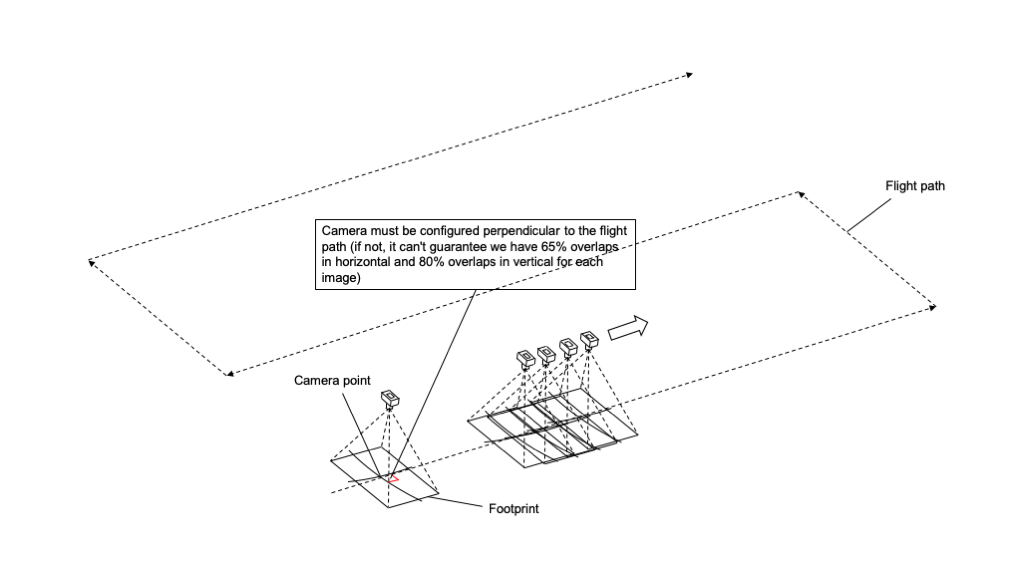 Flight path
Camera must be configured perpendicular to the flight
path (if not, it can't guarantee we have 65% overlaps
in horizontal and 80% overlaps in vertical for each
image)
Camera point
Footprint